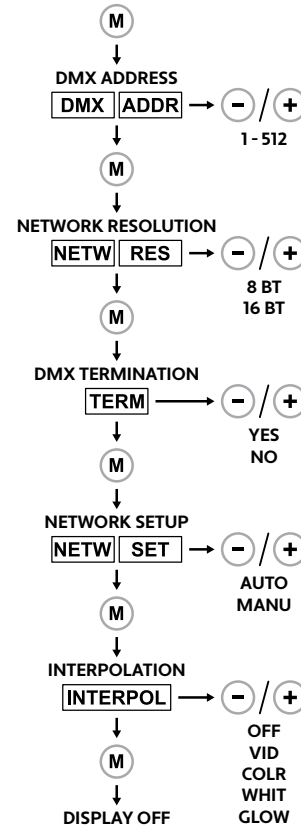 M
DMX ADDRESS
DMX ADDR - / +
1 - 512
M
NETWORK RESOLUTION
NETW RES - / +
8 BT
16 BT
M
DMX TERMINATION
TERM - / +
YES
NO
M
NETWORK SETUP
NETW SET - / +
AUTO
MANU
M
INTERPOLATION
INTERPOL - / +
OFF
VID
M
COLR
WHIT
DISPLAY OFF
GLOW